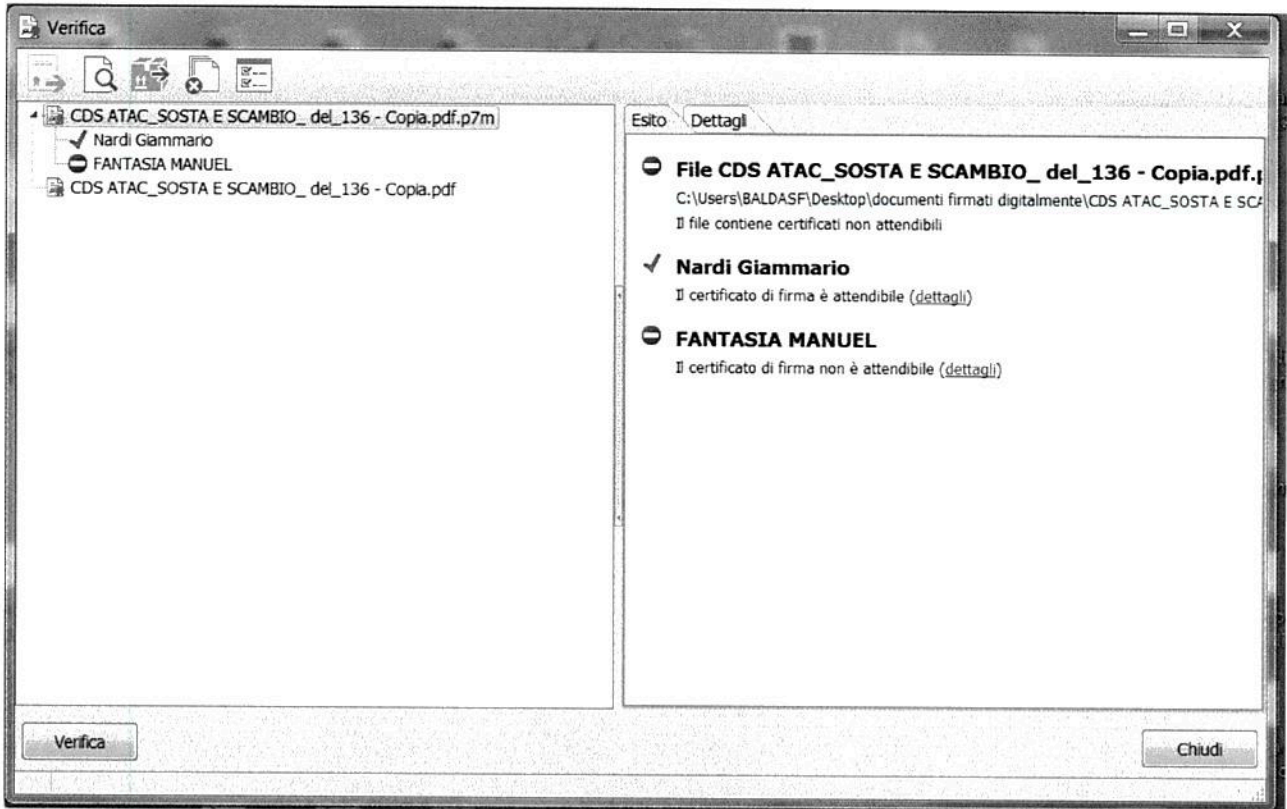 Verifica
CDS ATAC_SOSTA E SCAMBIO_ del_136 - Copia.pdf.p7m
Nardi Giammario
FANTASIA MANUEL
CDS ATAC_SOSTA E SCAMBIO_ del_136 - Copia.pdf
Esito Dettagli
File CDS ATAC_SOSTA E SCAMBIO_ del_136 - Copia.pdf.p
C:\Users\BALDASF\Desktop\documenti firmati digitalmente\CDS ATAC_SOSTA E SCA
Il file contiene certificati non attendibili
Nardi Giammario
Il certificato di firma è attendibile (dettagli)
FANTASIA MANUEL
Il certificato di firma non è attendibile (dettagli)
Verifica
Chiudi